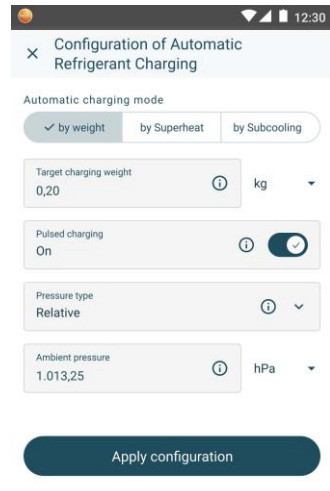 12:30
Configuration of Automatic
Refrigerant Charging
Automatic charging mode
by weight by Superheat by Subcooling
Target charging weight
0,20 kg
Pulsed charging
On
Pressure type
Relative
Ambient pressure
1.013,25 hPa
Apply configuration